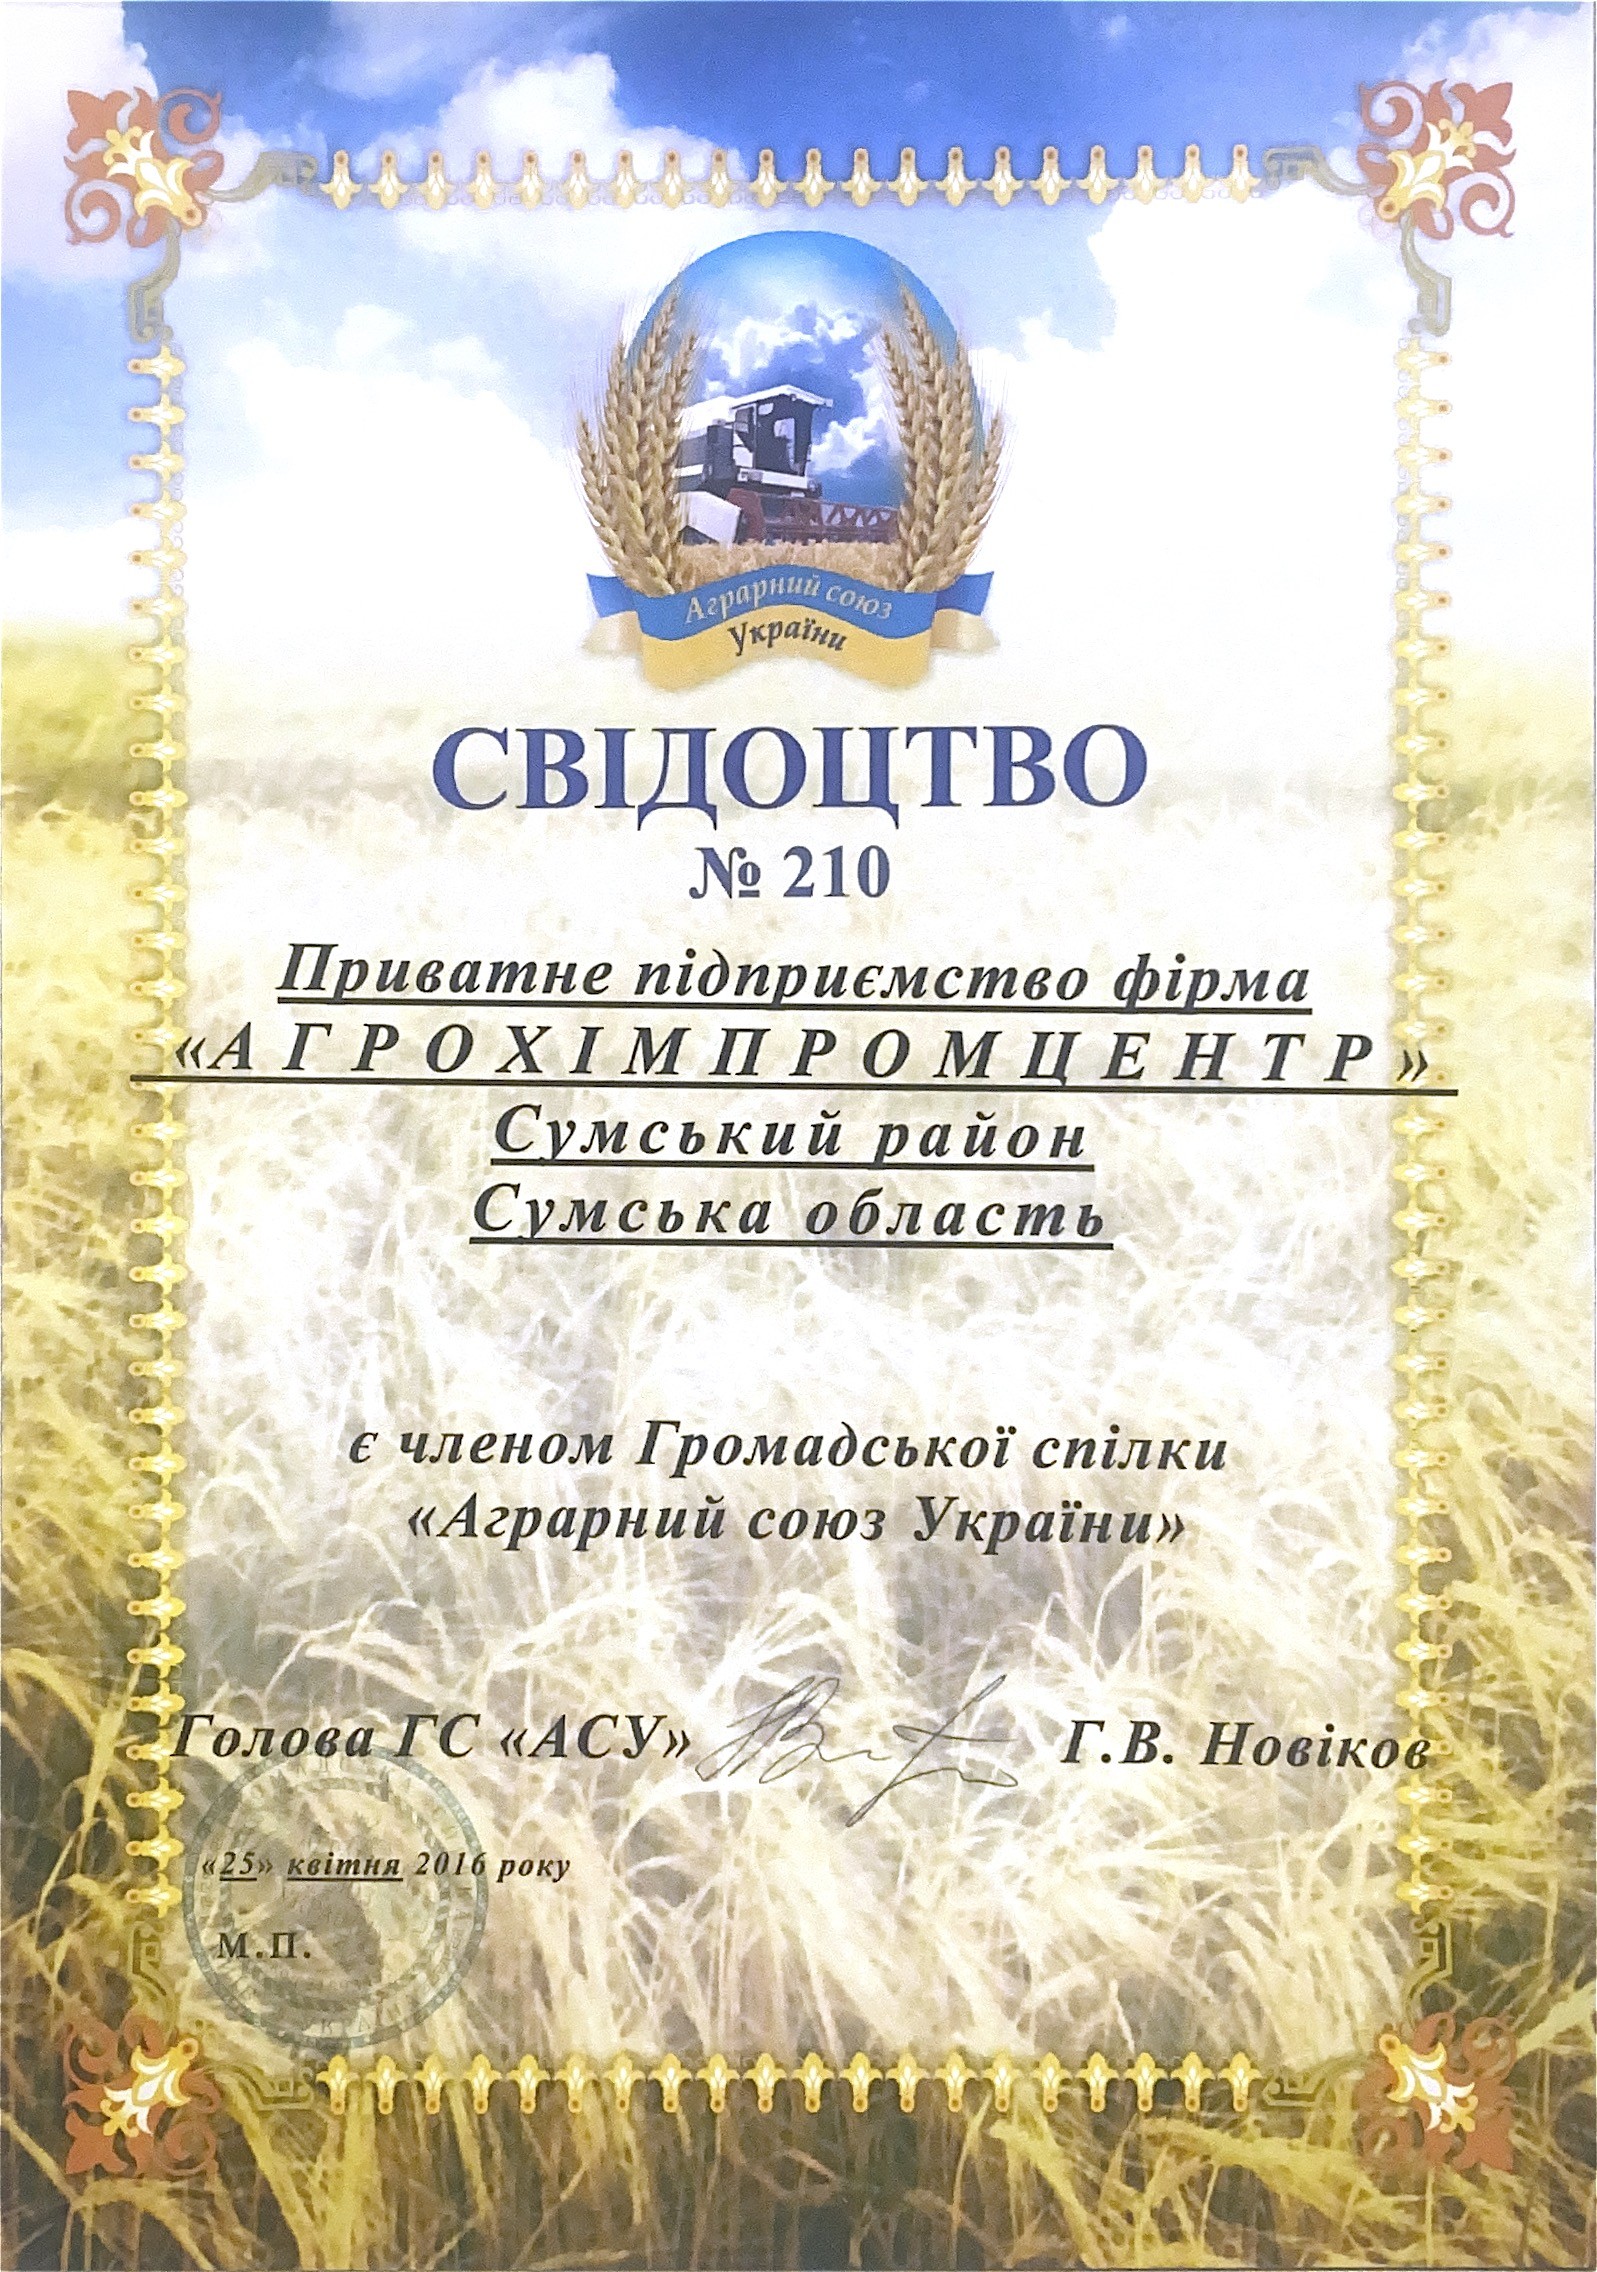 Аграрний союз
України
СВІДОЦТВО
№ 210
Приватне підприємство фірма
«АГРОХІМПРОМЦЕНТР»
Сумський район
Сумська область
є членом Громадської спілки
«Аграрний союз України»
Голова ГС «АСУ» Г.В. Новіков
«25» квітня 2016 року
М.П.